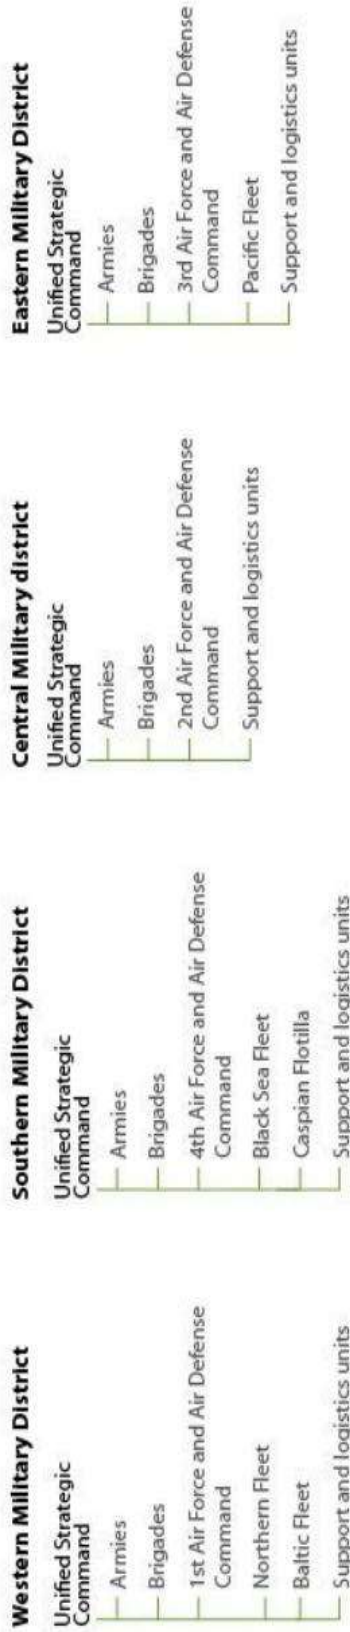 Western Military District
Unified Strategic
Command
Armies
Brigades
1st Air Force and Air Defense
Command
Northern Fleet
Baltic Fleet
Support and logistics units
Southern Military District
Unified Strategic
Command
Armies
Brigades
4th Air Force and Air Defense
Command
Black Sea Fleet
Caspian Flotilla
Support and logistics units
Central Military district
Unified Strategic
Command
Armies
Brigades
2nd Air Force and Air Defense
Command
Support and logistics units
Eastern Military District
Unified Strategic
Command
Armies
Brigades
3rd Air Force and Air Defense
Command
Pacific Fleet
Support and logistics units